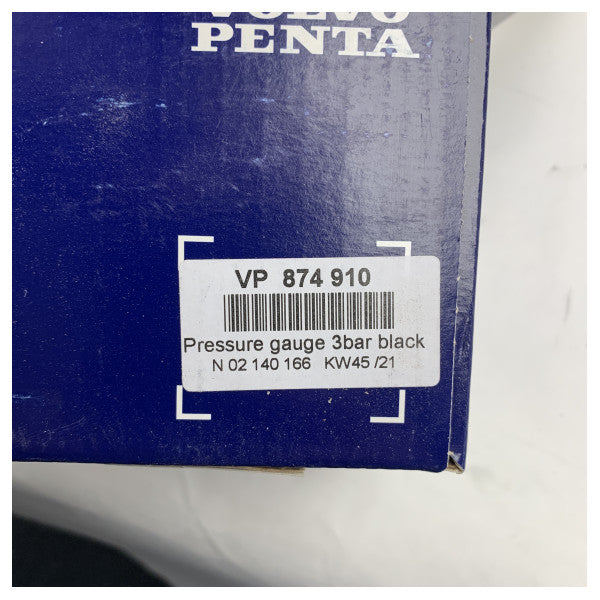 VOLVO
PENTA
VP 874 910
Pressure gauge 3bar black
N 02 140 166 KW45 /21